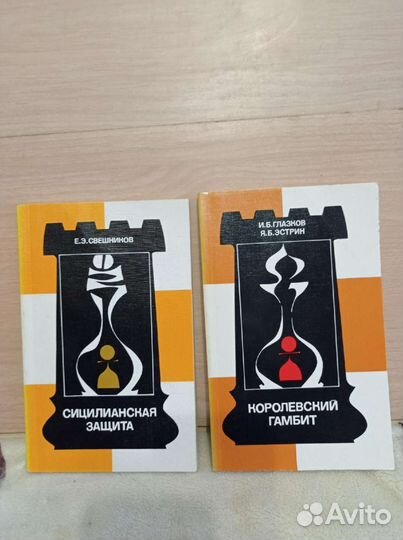 Е.Э.СВЕШНИКОВ
СИЦИЛИАНСКАЯ
ЗАЩИТА
И.Б.ГЛАЗКОВ
Я.Б.ЭСТРИН
КОРОЛЕВСКИЙ
ГАМБИТ
Avito